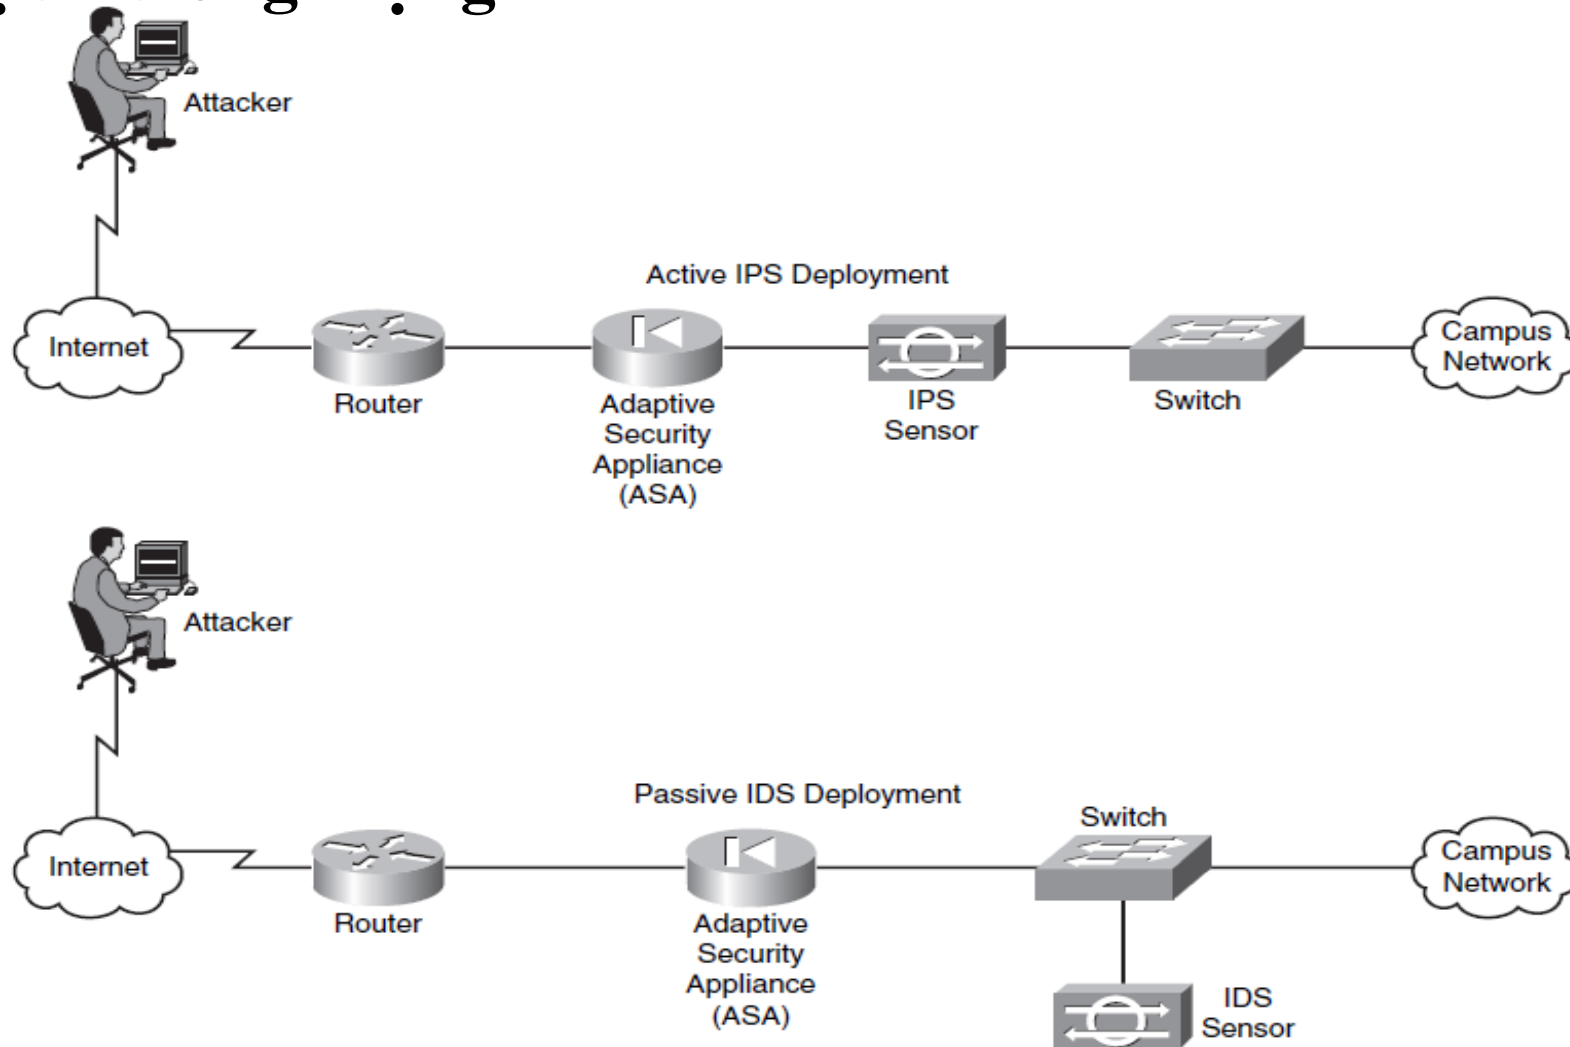 Attacker
Active IPS Deployment
Internet
Router
Adaptive
Security
Appliance
(ASA)
IPS
Sensor
Switch
Campus
Network
Attacker
Passive IDS Deployment
Internet
Router
Adaptive
Security
Appliance
(ASA)
Switch
IDS
Sensor
Campus
Network